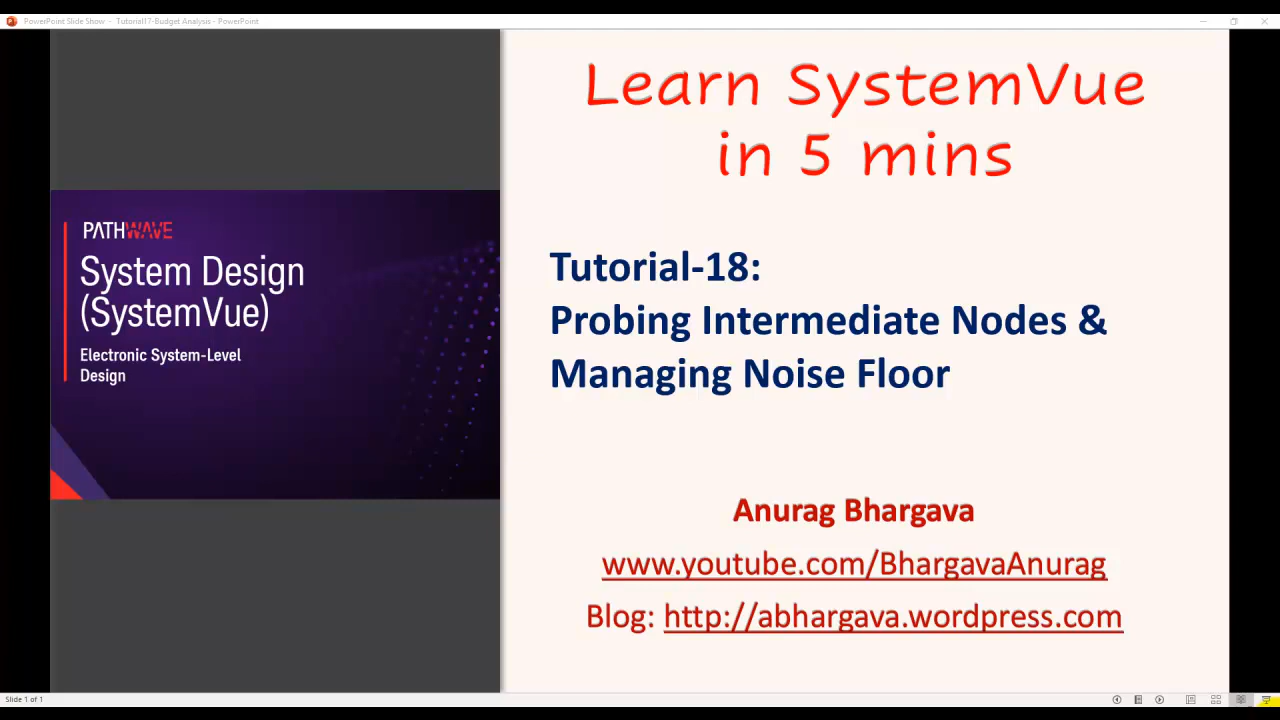 PowerPoint Slide Show - Tutorial17-Budget Analysis - PowerPoint
Learn SystemVue
in 5 mins
PATHWAVE
System Design
(SystemVue)
Electronic System-Level
Design
Tutorial-18:
Probing Intermediate Nodes &
Managing Noise Floor
Anurag Bhargava
www.youtube.com/BhargavaAnurag
Blog: http://abhargava.wordpress.com
Slide 1 of 1